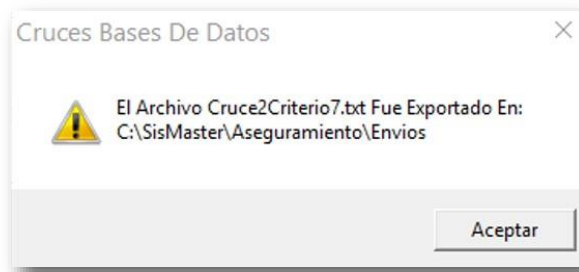 Cruces Bases De Datos
El Archivo Cruce2Criterio7.txt Fue Exportado En:
C:\SisMaster\Aseguramiento\Envios
Aceptar